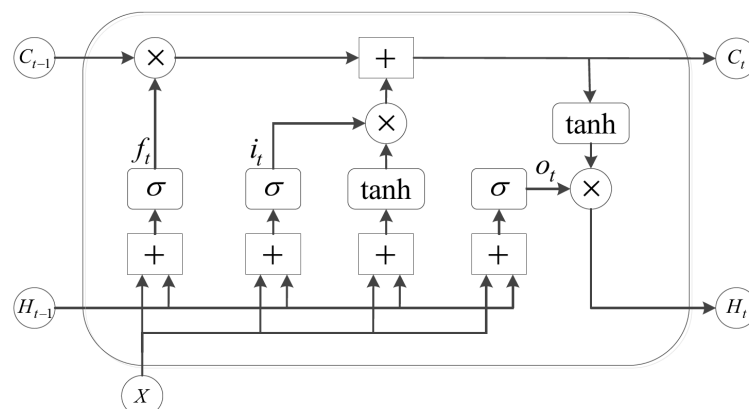 C_{t-1} × + C_t
tanh
×
f_t i_t o_t
σ σ tanh σ ×
+ + + +
H_{t-1} H_t
X